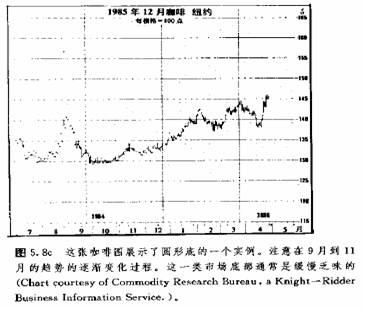 1985 年 12 月咖啡 纽约
每横格=100 点
165
160
155
150
145
140
135
130
125
120
115
7 8 9 10 11 12 1 2 3 4 5 月
1984
图 5.8c 这张咖啡图展示了圆形底的一个实例。注意在 9 月到 11
月的趋势的逐渐变化过程。这一类市场底部通常是缓慢乏味的
(Chart courtesy of Commodity Research Bureau, a Knight-Ridder
Business Information Service.)。